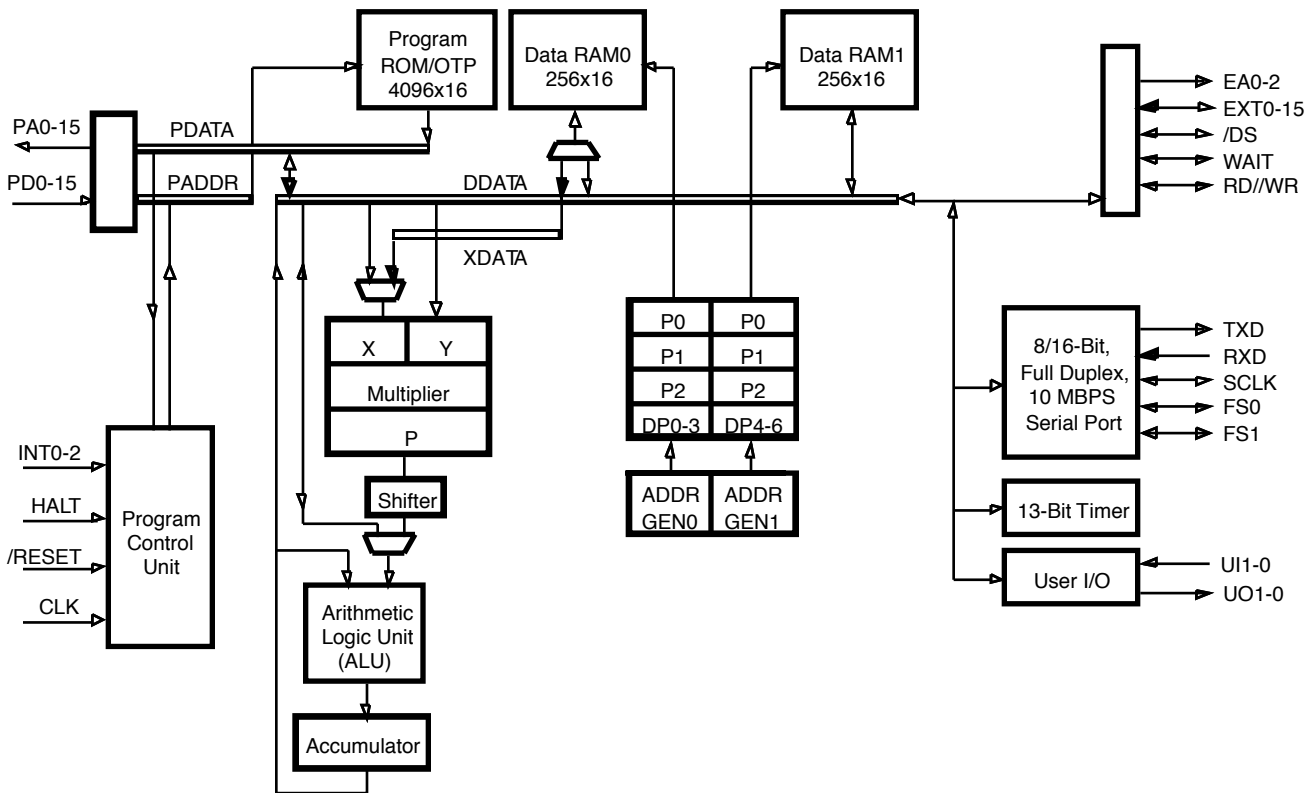 Program
ROM/OTP
4096x16
Data RAM0
256x16
Data RAM1
256x16
EA0-2
EXT0-15
/DS
WAIT
RD//WR
PA0-15
PD0-15
PDATA
PADDR
DDATA
XDATA
X
Y
Multiplier
P
Shifter
P0
P0
P1
P1
P2
P2
DP0-3
DP4-6
ADDR
GEN0
ADDR
GEN1
8/16-Bit,
Full Duplex,
10 MBPS
Serial Port
TXD
RXD
SCLK
FS0
FS1
INT0-2
HALT
/RESET
CLK
Program
Control
Unit
13-Bit Timer
User I/O
UI1-0
UO1-0
Arithmetic
Logic Unit
(ALU)
Accumulator